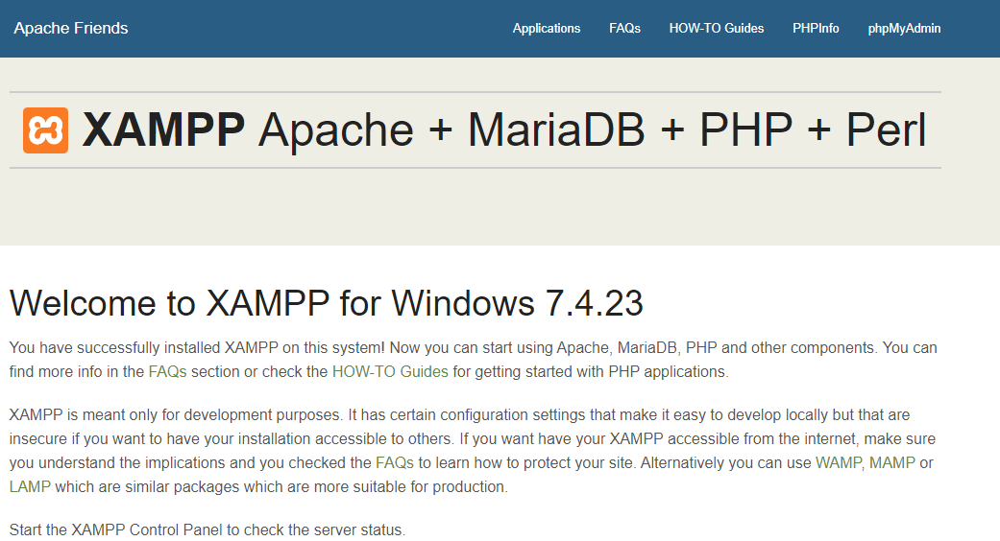 Apache Friends
Applications FAQs HOW-TO Guides PHPInfo phpMyAdmin
XAMPP Apache + MariaDB + PHP + Perl
Welcome to XAMPP for Windows 7.4.23
You have successfully installed XAMPP on this system! Now you can start using Apache, MariaDB, PHP and other components. You can
find more info in the FAQs section or check the HOW-TO Guides for getting started with PHP applications.
XAMPP is meant only for development purposes. It has certain configuration settings that make it easy to develop locally but that are
insecure if you want to have your installation accessible to others. If you want have your XAMPP accessible from the internet, make sure
you understand the implications and you checked the FAQs to learn how to protect your site. Alternatively you can use WAMP, MAMP or
LAMP which are similar packages which are more suitable for production.
Start the XAMPP Control Panel to check the server status.